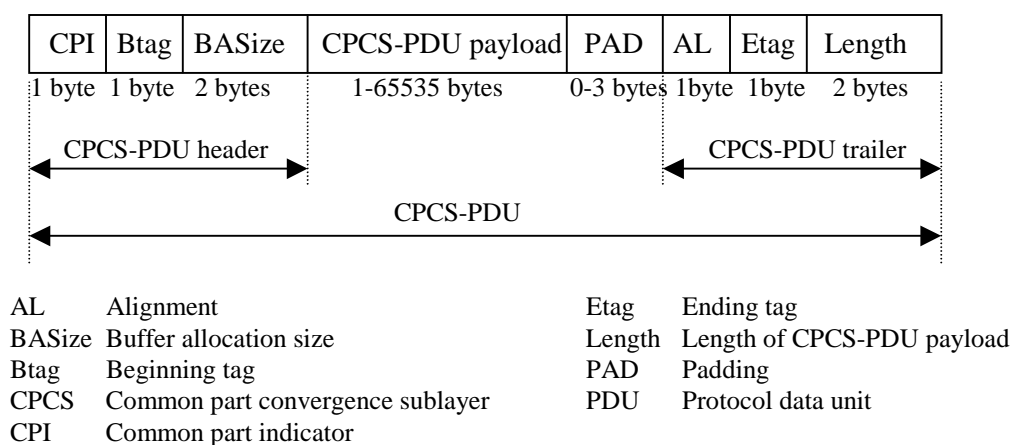 CPI Btag BASize CPCS-PDU payload PAD AL Etag Length
1 byte 1 byte 2 bytes 1-65535 bytes 0-3 bytes 1byte 1byte 2 bytes
CPCS-PDU header CPCS-PDU trailer
CPCS-PDU
AL Alignment Etag Ending tag
BASize Buffer allocation size Length Length of CPCS-PDU payload
Btag Beginning tag PAD Padding
CPCS Common part convergence sublayer PDU Protocol data unit
CPI Common part indicator